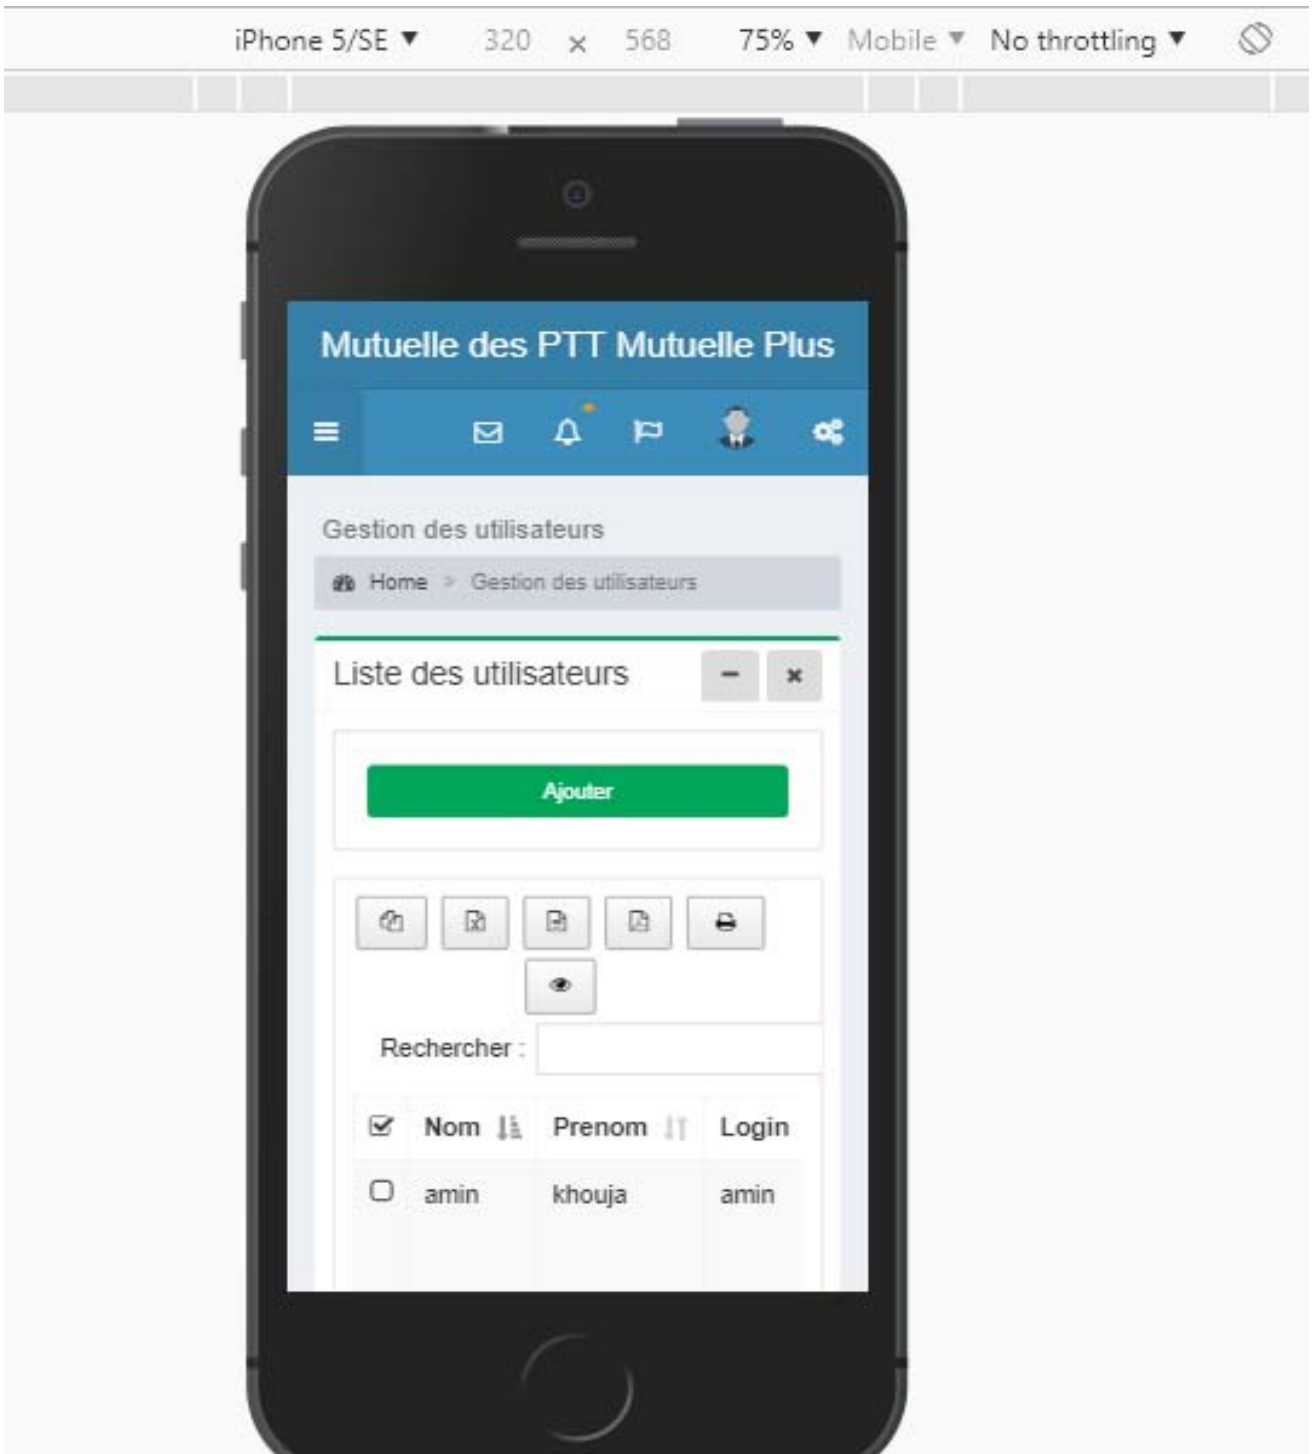 iPhone 5/SE ▼ 320 × 568 75% ▼ Mobile ▼ No throttling ▼
Mutuelle des PTT Mutuelle Plus
Gestion des utilisateurs
Home > Gestion des utilisateurs
Liste des utilisateurs
Ajouter
Rechercher :
Nom Prenom Login
amin khouja amin